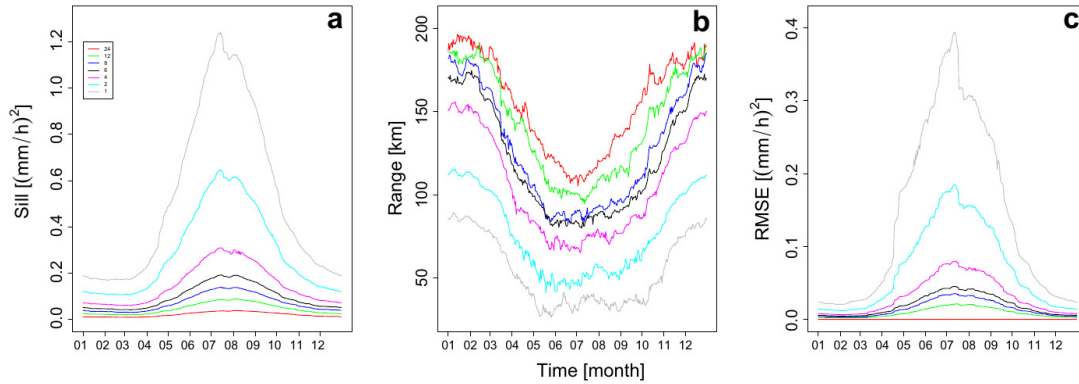 a
Sill [(mm/h)2]
0.0 0.2 0.4 0.6 0.8 1.0 1.2
24
12
8
6
4
2
1
01 02 03 04 05 06 07 08 09 10 11 12
b
Range [km]
50 100 150 200
01 02 03 04 05 06 07 08 09 10 11 12
Time [month]
c
RMSE [(mm/h)2]
0.0 0.1 0.2 0.3 0.4
01 02 03 04 05 06 07 08 09 10 11 12